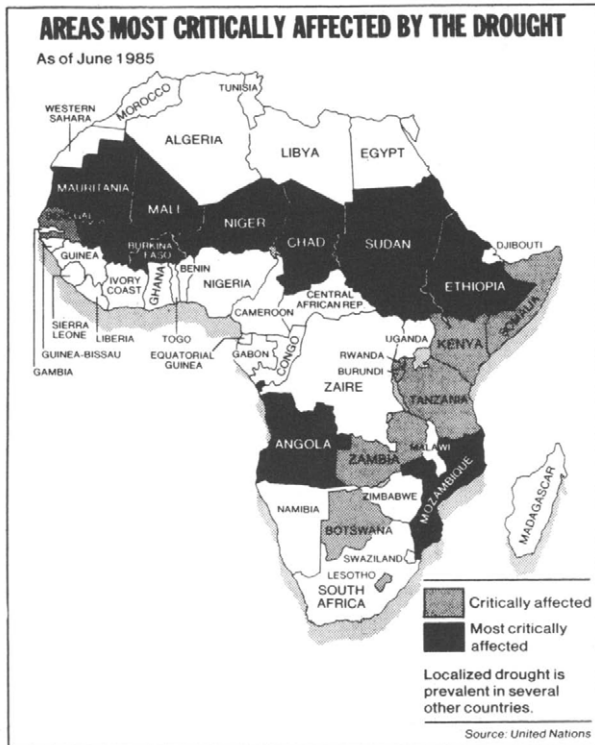 AREAS MOST CRITICALLY AFFECTED BY THE DROUGHT
As of June 1985
TUNISIA
MOROCCO
WESTERN
SAHARA
ALGERIA
LIBYA
EGYPT
MAURITANIA
MALI
NIGER
CHAD
SUDAN
SENEGAL
BURKINA
FASO
DJIBOUTI
GUINEA
BENIN
NIGERIA
ETHIOPIA
IVORY
COAST
GHANA
CENTRAL
AFRICAN REP.
SOMALIA
CAMEROON
SIERRA
LEONE
LIBERIA
TOGO
UGANDA
KENYA
GUINEA-BISSAU
EQUATORIAL
GUINEA
GABON
CONGO
RWANDA
GAMBIA
BURUNDI
ZAIRE
TANZANIA
ANGOLA
MALAWI
ZAMBIA
MOZAMBIQUE
ZIMBABWE
NAMIBIA
MADAGASCAR
BOTSWANA
SWAZILAND
LESOTHO
SOUTH
AFRICA
Critically affected
Most critically
affected
Localized drought is
prevalent in several
other countries.
Source: United Nations